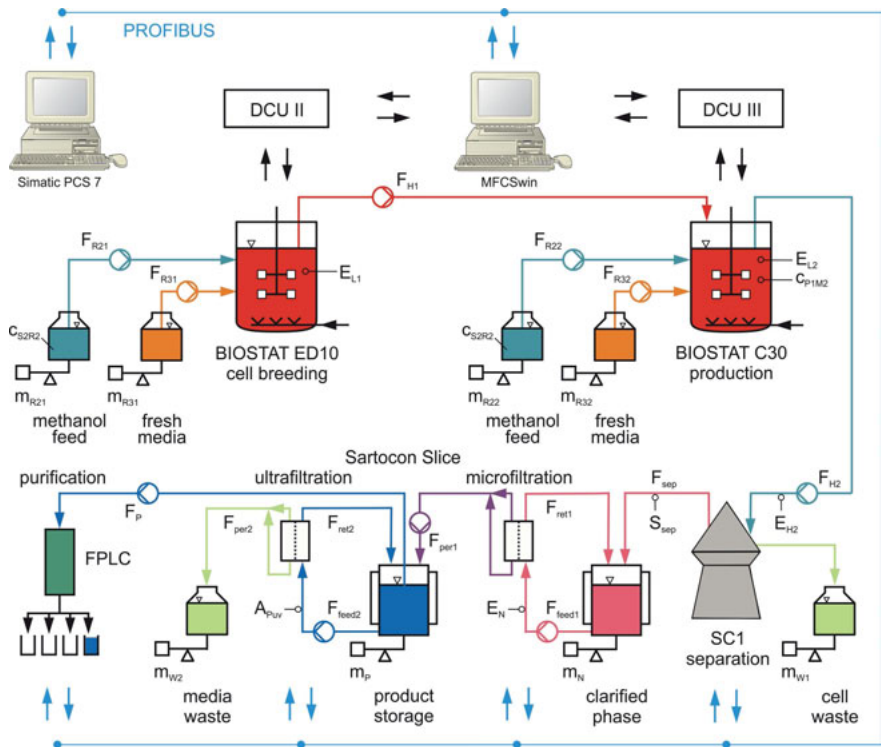 PROFIBUS
Simatic PCS 7
DCU II
MFCSwin
DCU III
F_H1
F_R21
F_R31
E_L1
c_S2R2
m_R21
m_R31
methanol feed
fresh media
BIOSTAT ED10
cell breeding
F_R22
F_R32
E_L2
c_P1M2
c_S2R2
m_R22
m_R32
methanol feed
fresh media
BIOSTAT C30
production
Sartocon Slice
purification
ultrafiltration
microfiltration
F_P
F_per2
F_ret2
F_per1
F_ret1
F_sep
S_sep
F_H2
E_H2
FPLC
A_Puv
F_feed2
E_N
F_feed1
SC1
separation
m_W2
m_P
m_N
m_W1
media waste
product storage
clarified phase
cell waste